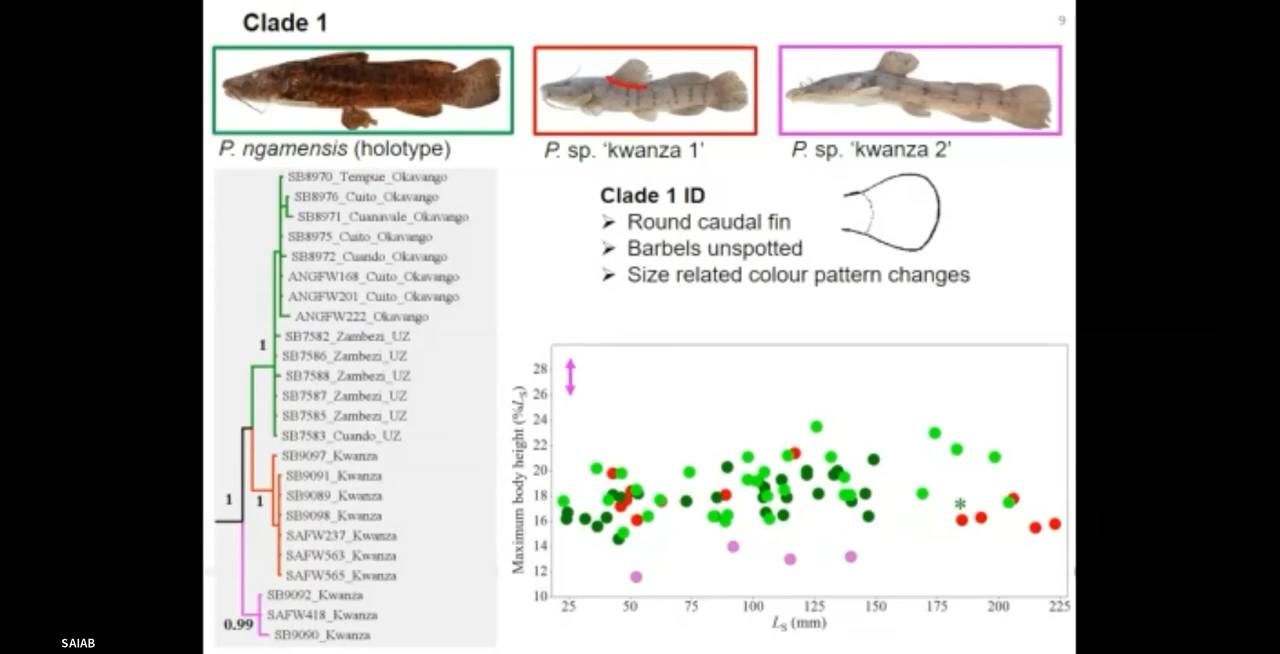 Clade 1
9
P. ngamensis (holotype)
P. sp. ‘kwanza 1’
P. sp. ‘kwanza 2’
SB8970_Tempue_Okavango
SB8976_Cuito_Okavango
SB8971_Cuanavale_Okavango
SB8975_Cuito_Okavango
SB8972_Cuando_Okavango
ANGFW168_Cuito_Okavango
ANGFW201_Cuito_Okavango
ANGFW222_Okavango
SB7582_Zambezi_UZ
SB7586_Zambezi_UZ
SB7588_Zambezi_UZ
SB7587_Zambezi_UZ
SB7585_Zambezi_UZ
SB7583_Cuando_UZ
SB9097_Kwanza
SB9091_Kwanza
SB9089_Kwanza
SB9098_Kwanza
SAFW237_Kwanza
SAFW563_Kwanza
SAFW565_Kwanza
SB9092_Kwanza
SAFW418_Kwanza
SB9090_Kwanza
1
1
1
0.99
Clade 1 ID
➢ Round caudal fin
➢ Barbels unspotted
➢ Size related colour pattern changes
Maximum body height (%LS)
28
26
24
22
20
18
16
14
12
10
*
25 50 75 100 125 150 175 200 225
LS (mm)
SAIAB